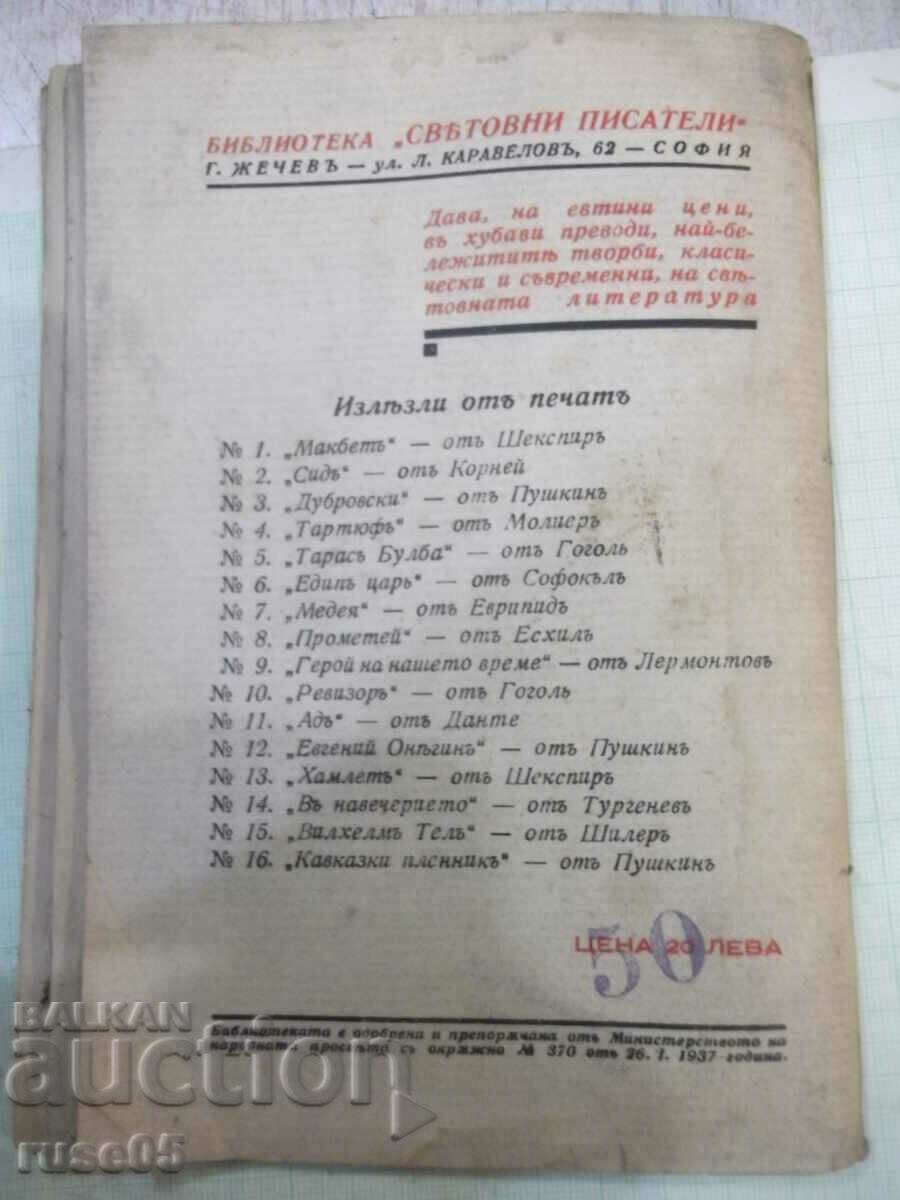 БИБЛИОТЕКА „СВѢТОВНИ ПИСАТЕЛИ“
Г. ЖЕЧЕВЪ — ул. Л. КАРАВЕЛОВЪ, 62 — СОФИЯ
Дава, на евтини цени,
въ хубави преводи, най-бе-
лежититѣ творби, класи-
чески и съвременни, на свѣ-
товната литература
Излѣзли отъ печатъ
№ 1. „Макбетъ“ — отъ Шекспиръ
№ 2. „Сидъ“ — отъ Корней
№ 3. „Дубровски“ — отъ Пушкинъ
№ 4. „Тартюфъ“ — отъ Молиеръ
№ 5. „Тарасъ Булба“ — отъ Гоголь
№ 6. „Едипъ царь“ — отъ Софокълъ
№ 7. „Медея“ — отъ Еврипидъ
№ 8. „Прометей“ — отъ Есхилъ
№ 9. „Герой на нашето време“ — отъ Лермонтовъ
№ 10. „Ревизоръ“ — отъ Гоголь
№ 11. „Адъ“ — отъ Данте
№ 12. „Евгений Онѣгинъ“ — отъ Пушкинъ
№ 13. „Хамлетъ“ — отъ Шекспиръ
№ 14. „Въ навечерието“ — отъ Тургеневъ
№ 15. „Вилхелмъ Телъ“ — отъ Шилеръ
№ 16. „Кавказки плѣнникъ“ — отъ Пушкинъ
ЦЕНА 20 ЛЕВА
50
Библиотеката е одобрена и препорѫчана отъ Министерството на
народната просвѣта съ окрѫжно № 370 отъ 26. I. 1937 година.
BALKAN
auction
ruse05